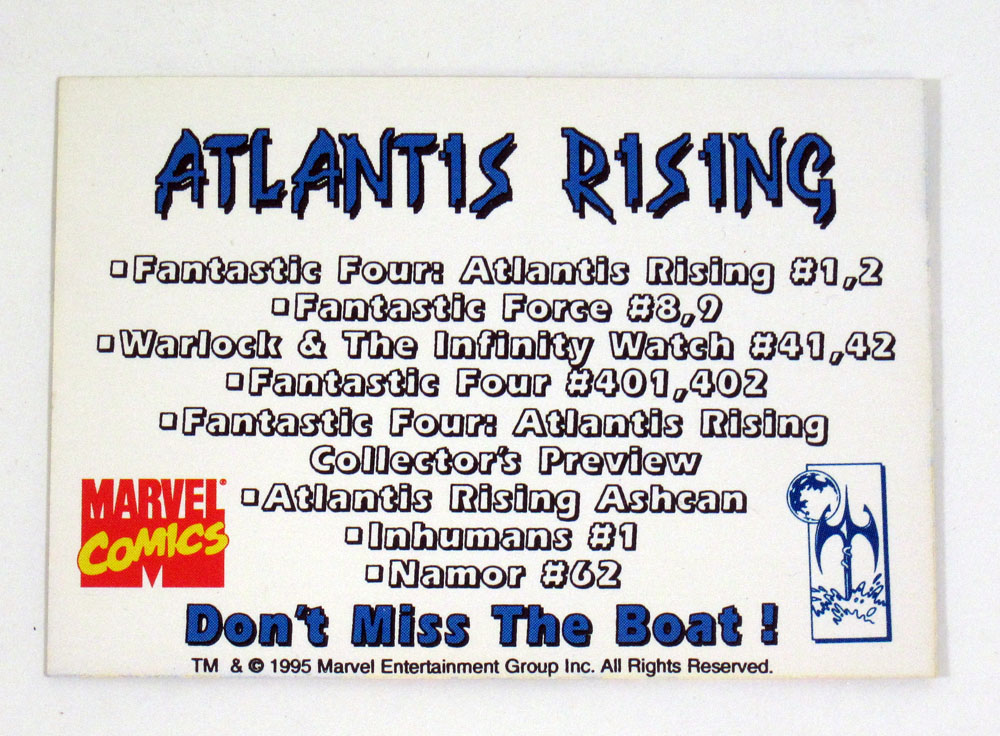 ATLANTIS RISING
▪Fantastic Four: Atlantis Rising #1,2
▪Fantastic Force #8,9
▪Warlock & The Infinity Watch #41,42
▪Fantastic Four #401,402
▪Fantastic Four: Atlantis Rising
Collector's Preview
▪Atlantis Rising Ashcan
▪Inhumans #1
▪Namor #62
MARVEL®
COMICS
Don't Miss The Boat !
TM & © 1995 Marvel Entertainment Group Inc. All Rights Reserved.